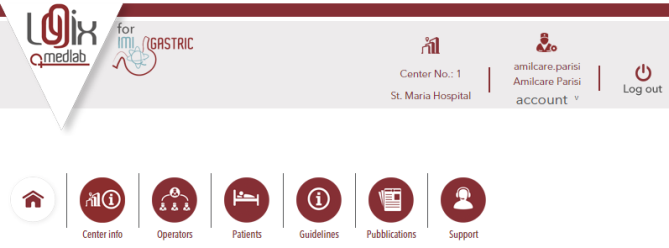 Logix
medlab
for
IMI GASTRIC
Center No.: 1
St. Maria Hospital
amilcare.parisi
Amilcare Parisi
account v
Log out
Center info
Operators
Patients
Guidelines
Pubblications
Support